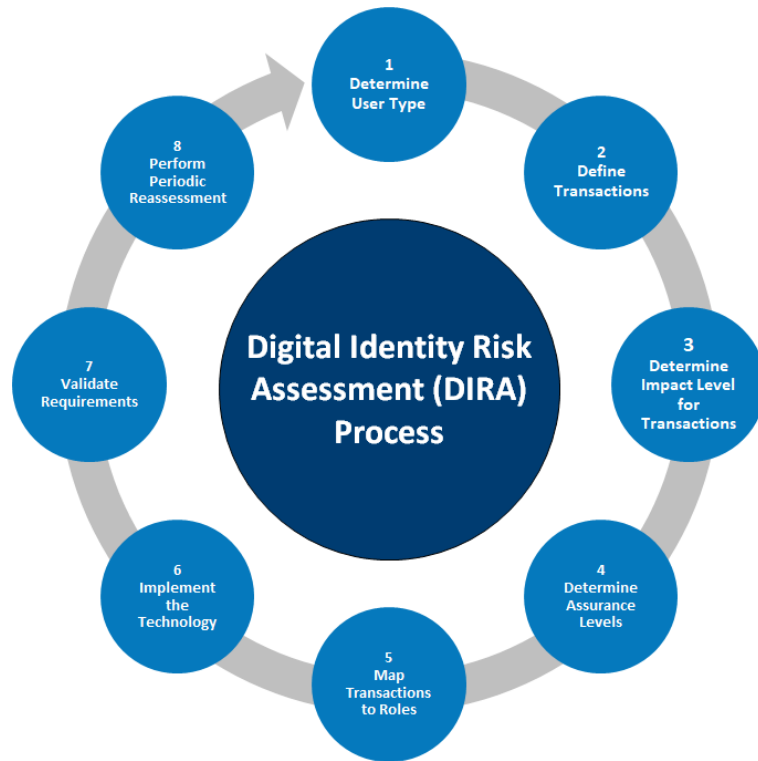 1
Determine
User Type
2
Define
Transactions
3
Determine
Impact Level
for
Transactions
4
Determine
Assurance
Levels
5
Map
Transactions
to Roles
6
Implement
the
Technology
7
Validate
Requirements
8
Perform
Periodic
Reassessment
Digital Identity Risk
Assessment (DIRA)
Process